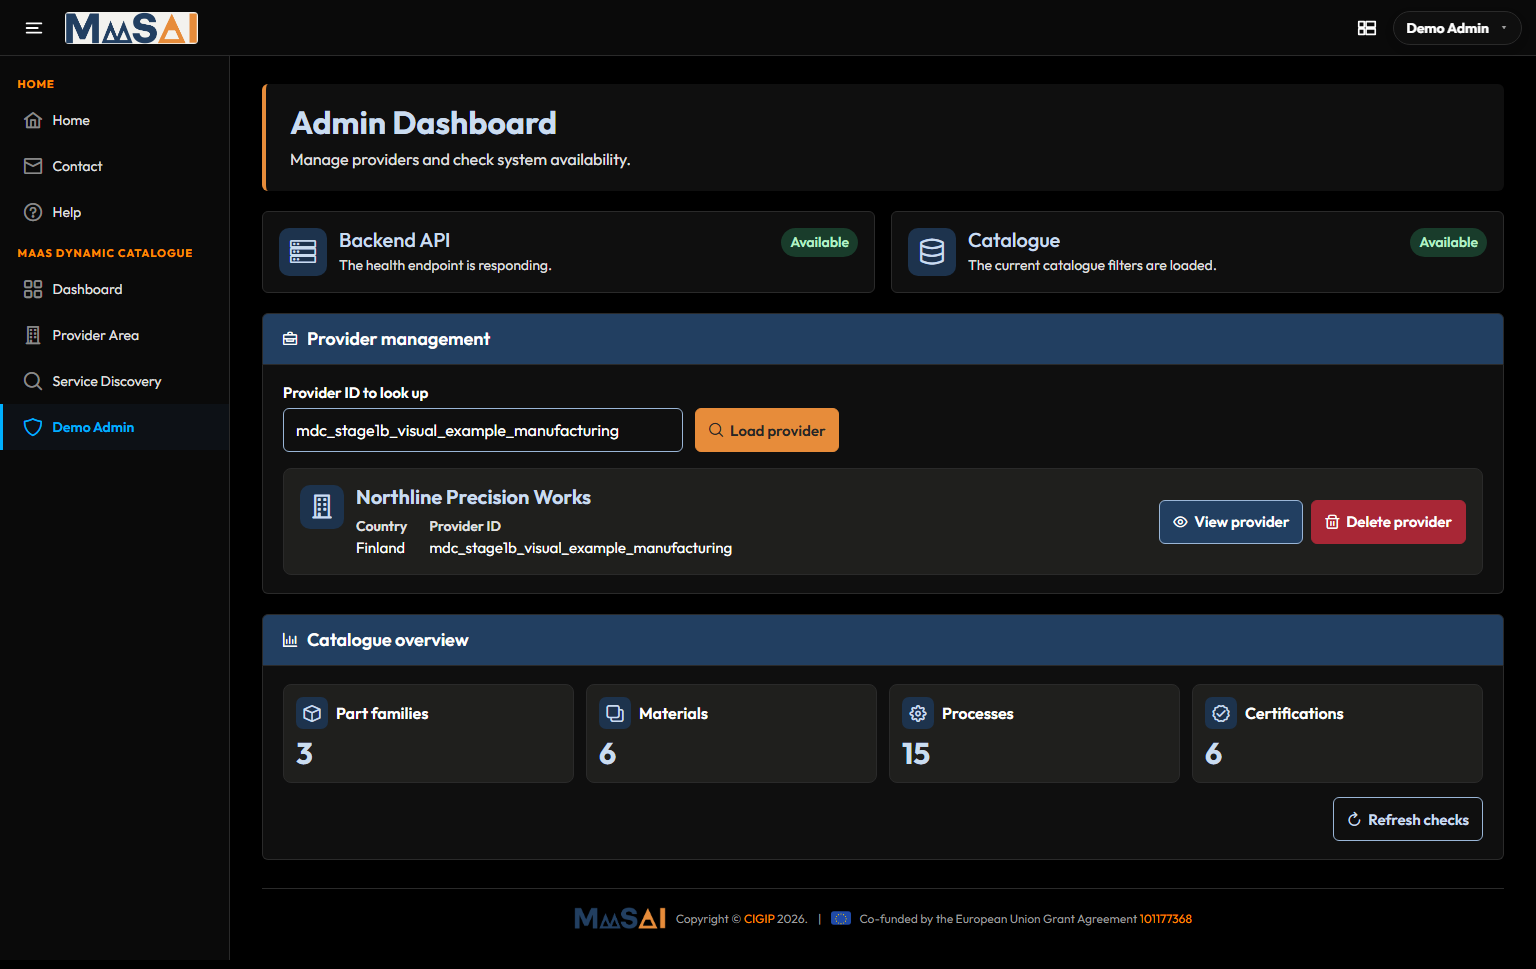 MaaSAI
Demo Admin
HOME
Home
Contact
Help
MAAS DYNAMIC CATALOGUE
Dashboard
Provider Area
Service Discovery
Demo Admin
Admin Dashboard
Manage providers and check system availability.
Backend API
The health endpoint is responding.
Available
Catalogue
The current catalogue filters are loaded.
Available
Provider management
Provider ID to look up
mdc_stage1b_visual_example_manufacturing
Load provider
Northline Precision Works
Country Provider ID
Finland mdc_stage1b_visual_example_manufacturing
View provider
Delete provider
Catalogue overview
Part families
3
Materials
6
Processes
15
Certifications
6
Refresh checks
MaaSAI Copyright © CIGIP 2026. | Co-funded by the European Union Grant Agreement 101177368